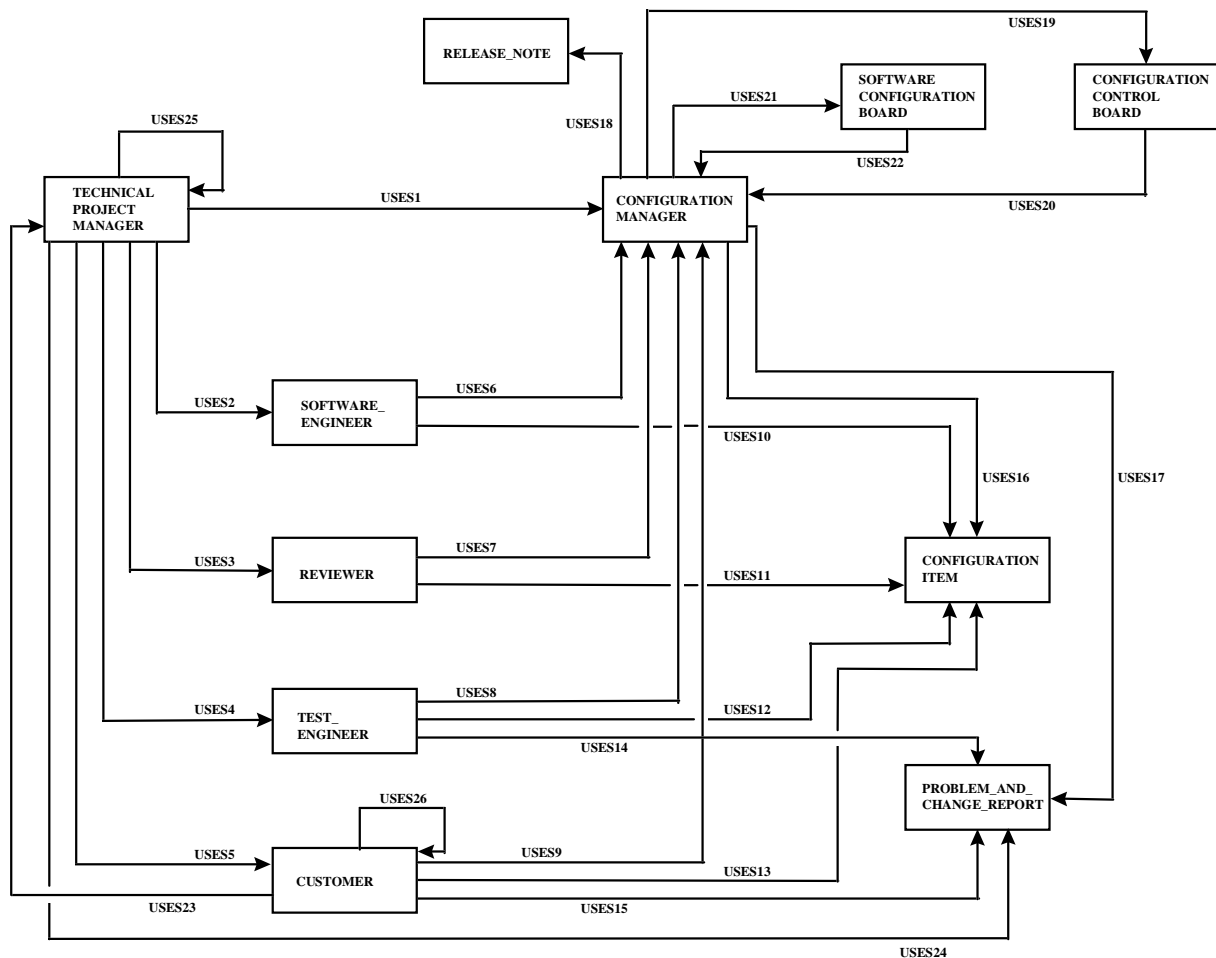 USES19
RELEASE_NOTE
SOFTWARE
CONFIGURATION
BOARD
CONFIGURATION
CONTROL
BOARD
USES21
USES25
USES18
USES22
TECHNICAL
PROJECT
MANAGER
USES1
CONFIGURATION
MANAGER
USES20
USES6
USES2
SOFTWARE_
ENGINEER
USES10
USES16
USES17
USES7
USES3
REVIEWER
USES11
CONFIGURATION
ITEM
USES8
USES4
TEST_
ENGINEER
USES12
USES14
PROBLEM_AND_
CHANGE_REPORT
USES26
USES5
USES9
CUSTOMER
USES13
USES23
USES15
USES24